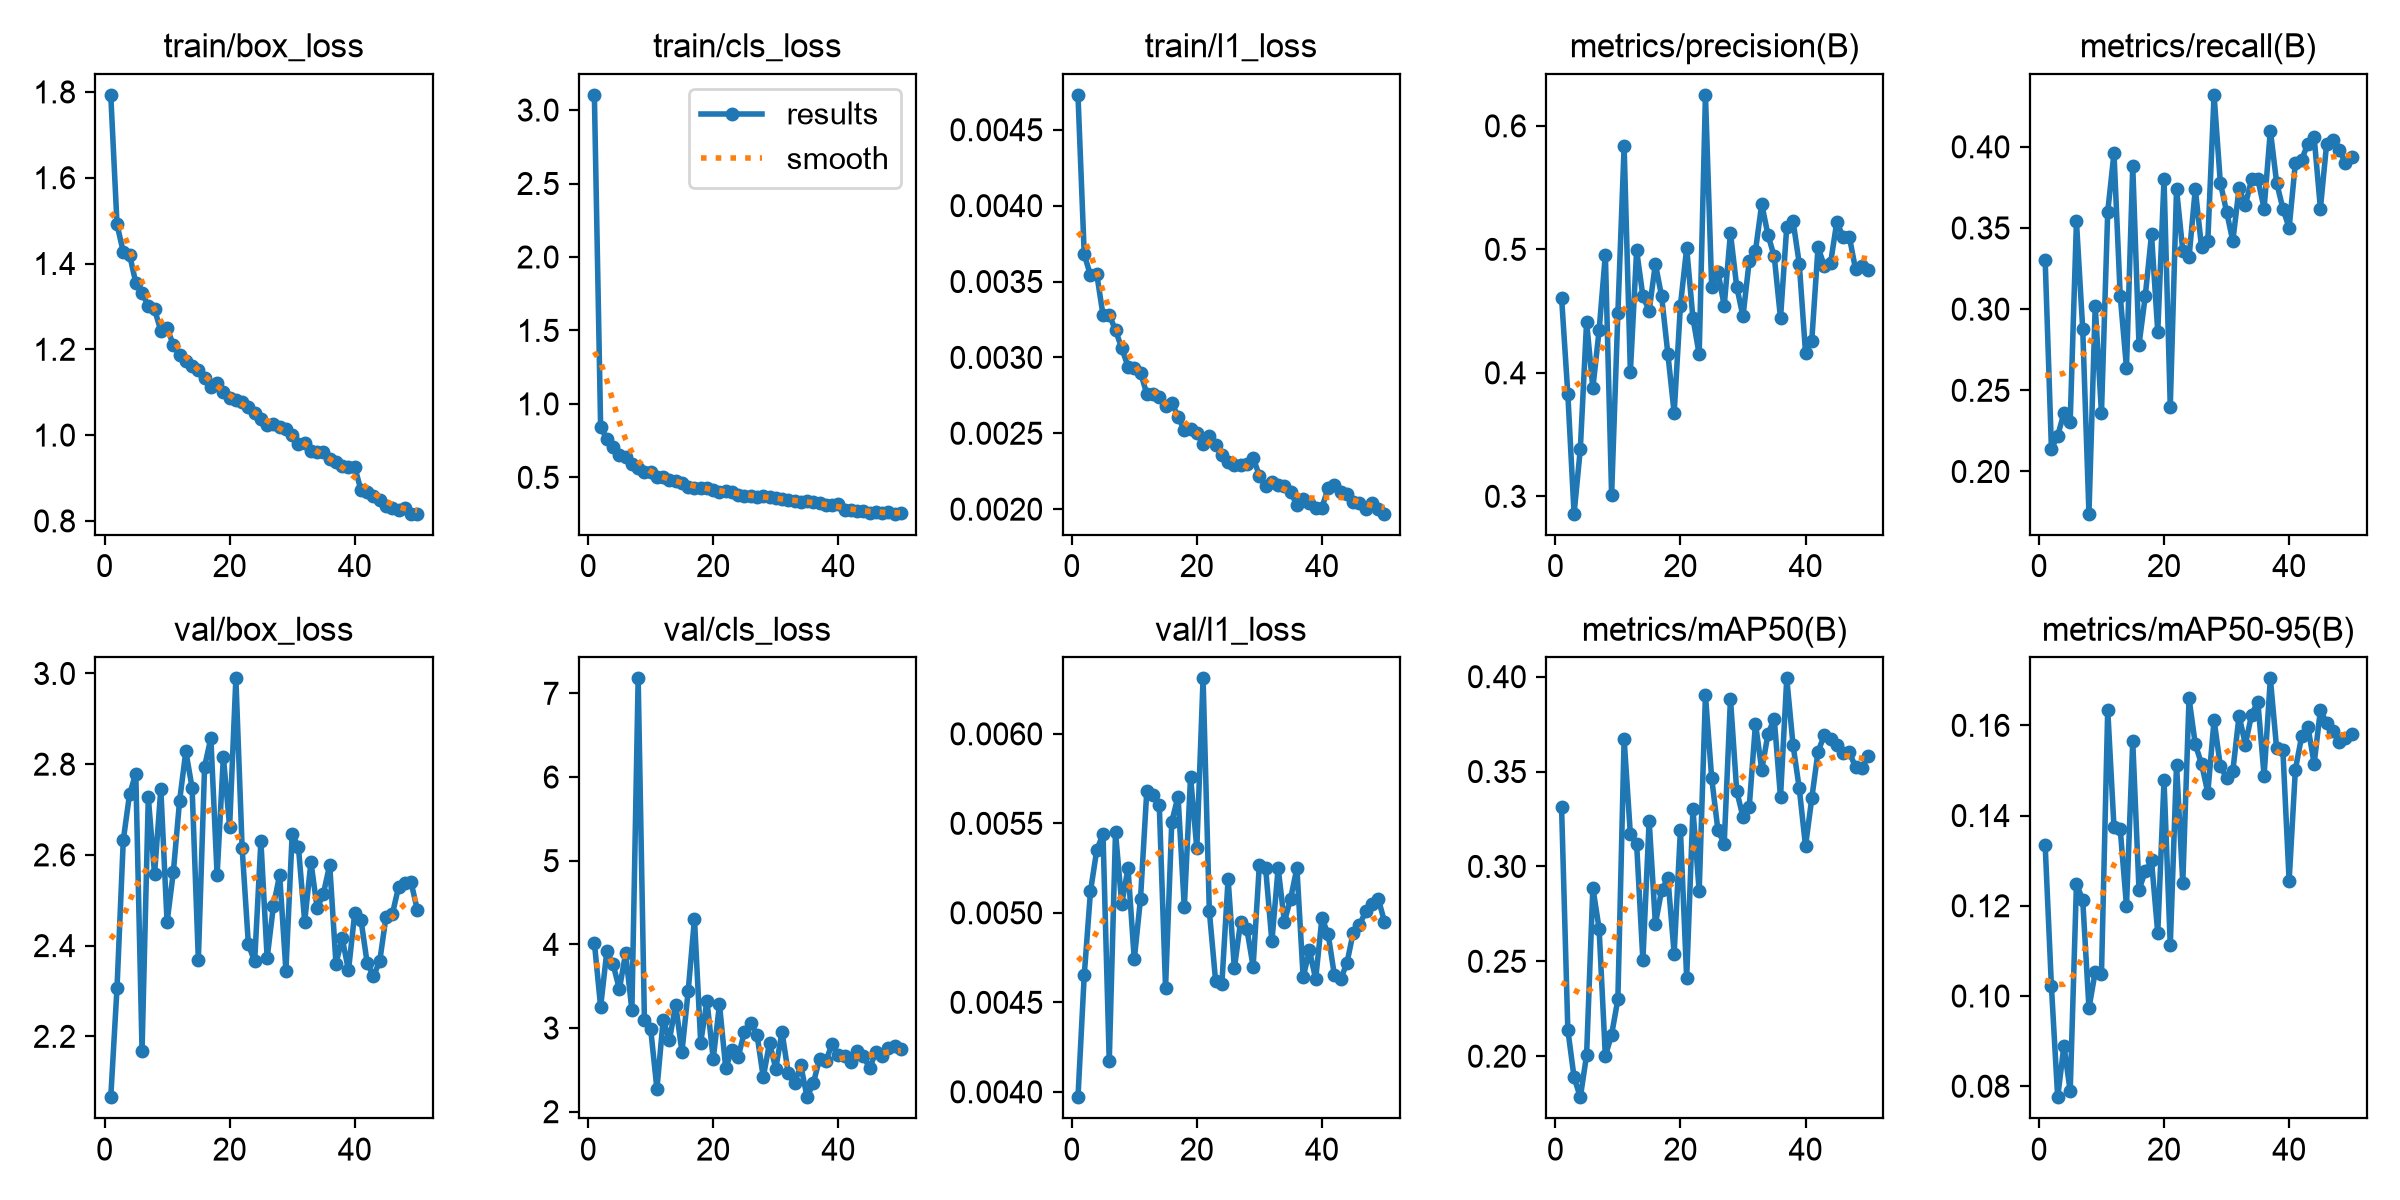 train/box_loss
1.8
1.6
1.4
1.2
1.0
0.8
0 20 40
train/cls_loss
results
smooth
3.0
2.5
2.0
1.5
1.0
0.5
0 20 40
train/l1_loss
0.0045
0.0040
0.0035
0.0030
0.0025
0.0020
0 20 40
metrics/precision(B)
0.6
0.5
0.4
0.3
0 20 40
metrics/recall(B)
0.40
0.35
0.30
0.25
0.20
0 20 40
val/box_loss
3.0
2.8
2.6
2.4
2.2
0 20 40
val/cls_loss
7
6
5
4
3
2
0 20 40
val/l1_loss
0.0060
0.0055
0.0050
0.0045
0.0040
0 20 40
metrics/mAP50(B)
0.40
0.35
0.30
0.25
0.20
0 20 40
metrics/mAP50-95(B)
0.16
0.14
0.12
0.10
0.08
0 20 40